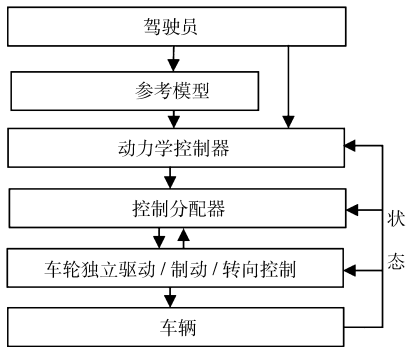 驾驶员
参考模型
动力学控制器
控制分配器
车轮独立驱动 / 制动 / 转向控制
车辆
状
态